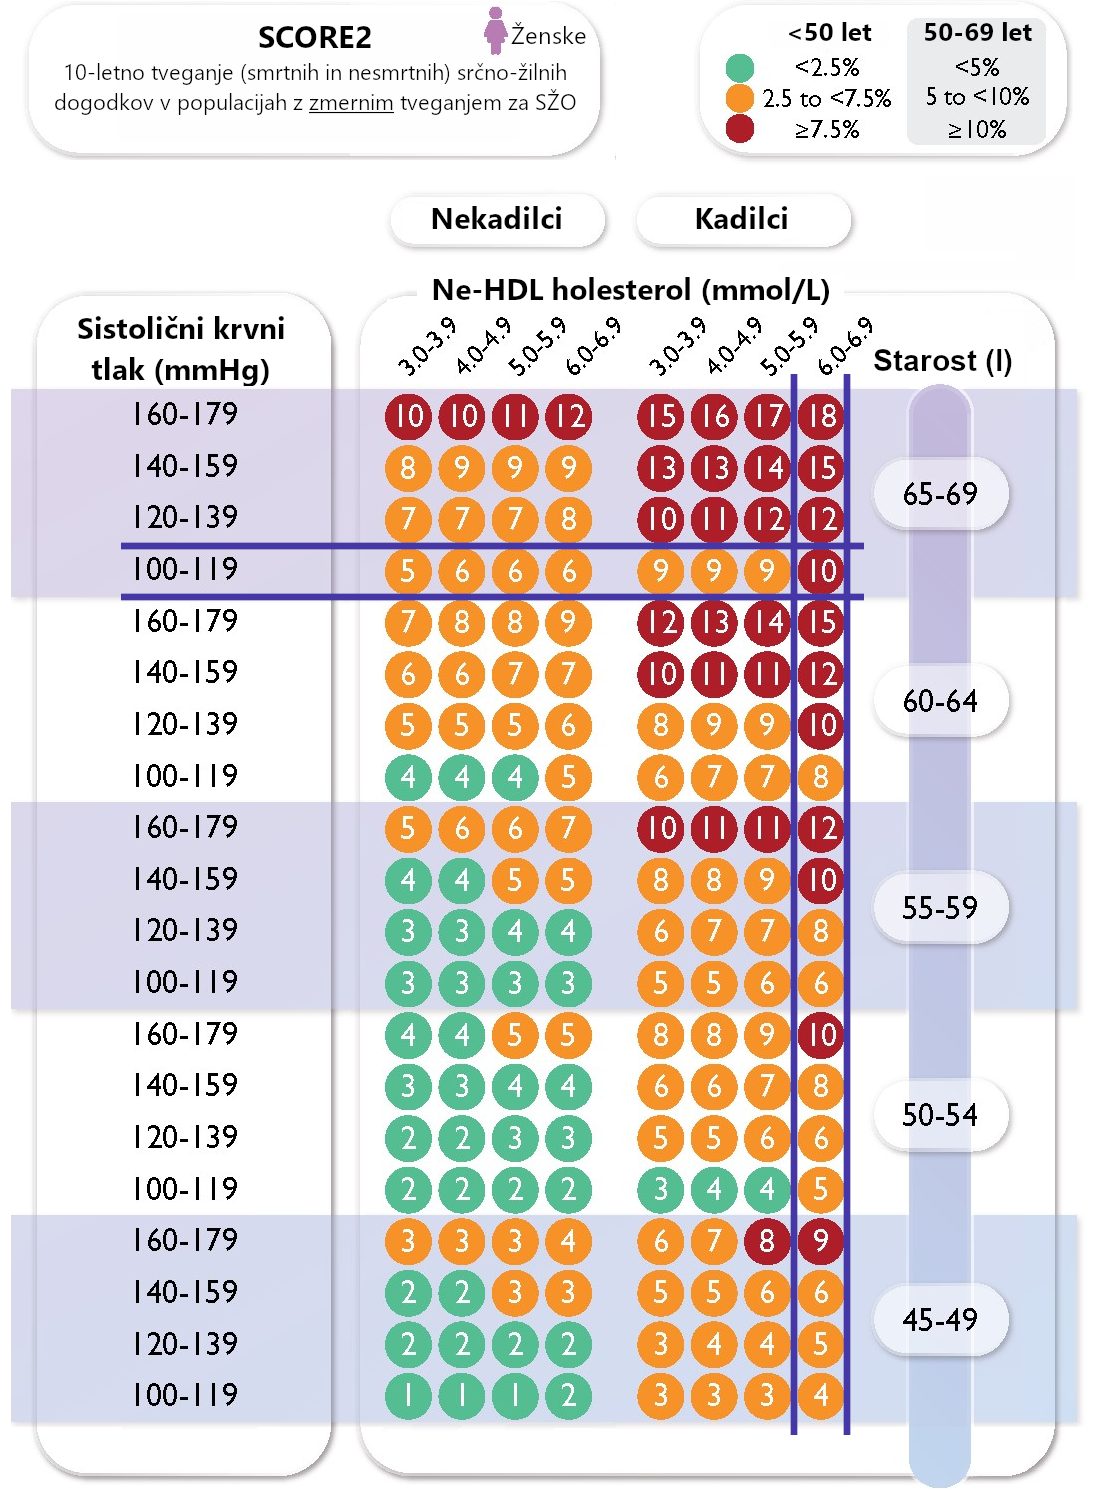 SCORE2
Ženske
10-letno tveganje (smrtnih in nesmrtnih) srčno-žilnih
dogodkov v populacijah z zmernim tveganjem za SŽO
<50 let 50-69 let
<2.5% <5%
2.5 to <7.5% 5 to <10%
≥7.5% ≥10%
Nekadilci Kadilci
Ne-HDL holesterol (mmol/L)
Sistolični krvni
tlak (mmHg)
3.0-3.9 4.0-4.9 5.0-5.9 6.0-6.9 3.0-3.9 4.0-4.9 5.0-5.9 6.0-6.9
Starost (l)
160-179 10 10 11 12 15 16 17 18
140-159 8 9 9 9 13 13 14 15
65-69
120-139 7 7 7 8 10 11 12 12
100-119 5 6 6 6 9 9 9 10
160-179 7 8 8 9 12 13 14 15
140-159 6 6 7 7 10 11 11 12
60-64
120-139 5 5 5 6 8 9 9 10
100-119 4 4 4 5 6 7 7 8
160-179 5 6 6 7 10 11 11 12
140-159 4 4 5 5 8 8 9 10
55-59
120-139 3 3 4 4 6 7 7 8
100-119 3 3 3 3 5 5 6 6
160-179 4 4 5 5 8 8 9 10
140-159 3 3 4 4 6 6 7 8
50-54
120-139 2 2 3 3 5 5 6 6
100-119 2 2 2 2 3 4 4 5
160-179 3 3 3 4 6 7 8 9
140-159 2 2 3 3 5 5 6 6
45-49
120-139 2 2 2 2 3 4 4 5
100-119 1 1 1 2 3 3 3 4